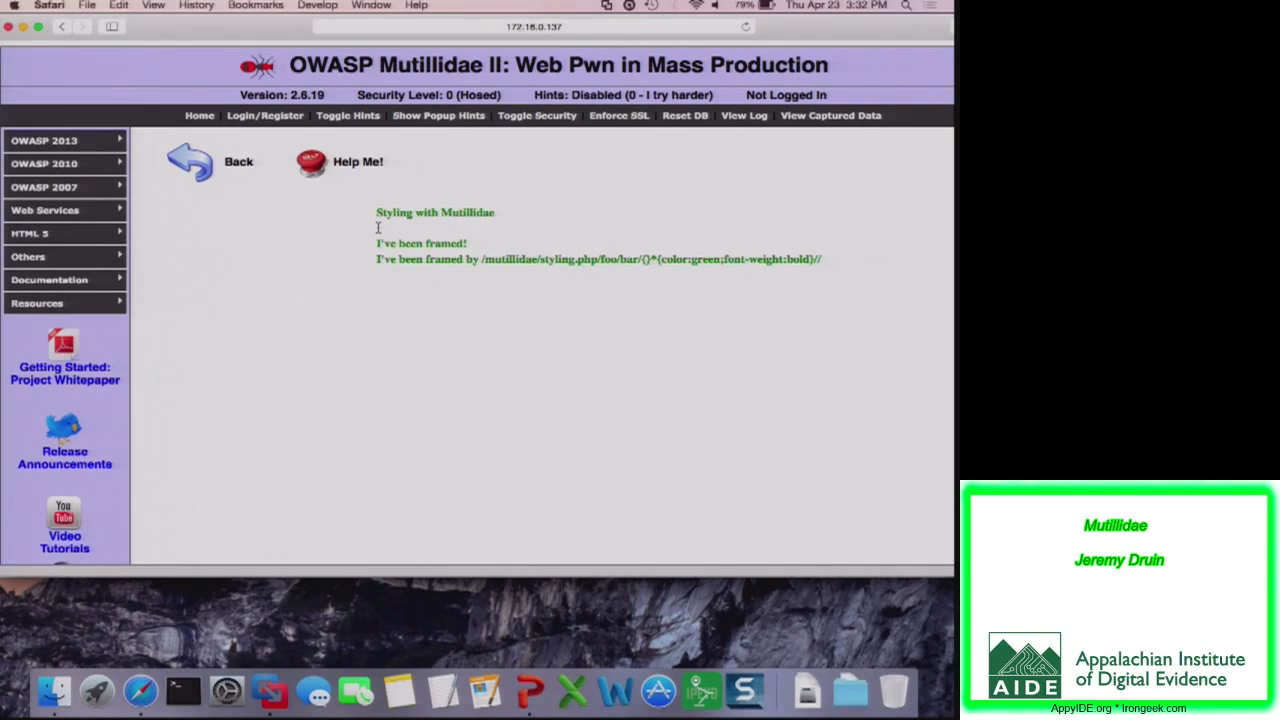 Safari File Edit View History Bookmarks Develop Window Help 79% Thu Apr 23 3:32 PM
172.16.0.137
OWASP Mutillidae II: Web Pwn in Mass Production
Version: 2.6.19 Security Level: 0 (Hosed) Hints: Disabled (0 - I try harder) Not Logged In
Home Login/Register Toggle Hints Show Popup Hints Toggle Security Enforce SSL Reset DB View Log View Captured Data
OWASP 2013
OWASP 2010
OWASP 2007
Web Services
HTML 5
Others
Documentation
Resources
Getting Started:
Project Whitepaper
Release
Announcements
You
Tube
Video
Tutorials
Back
HELP Help Me!
Styling with Mutillidae
I've been framed!
I've been framed by /mutillidae/styling.php/foo/bar/{}*{color:green;font-weight:bold}//
Mutillidae
Jeremy Druin
AIDE
Appalachian Institute
of Digital Evidence
AppyIDE.org * Irongeek.com